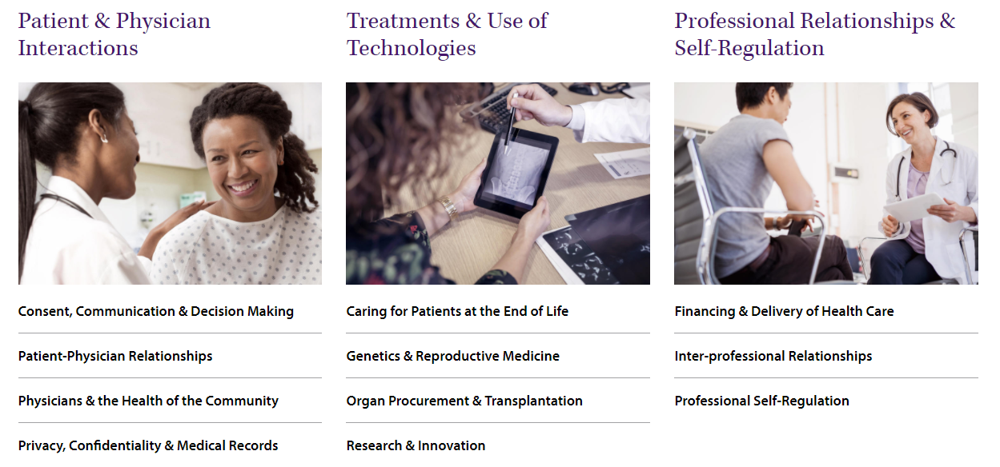 Patient & Physician
Interactions
Consent, Communication & Decision Making
Patient-Physician Relationships
Physicians & the Health of the Community
Privacy, Confidentiality & Medical Records
Treatments & Use of
Technologies
Caring for Patients at the End of Life
Genetics & Reproductive Medicine
Organ Procurement & Transplantation
Research & Innovation
Professional Relationships &
Self-Regulation
Financing & Delivery of Health Care
Inter-professional Relationships
Professional Self-Regulation